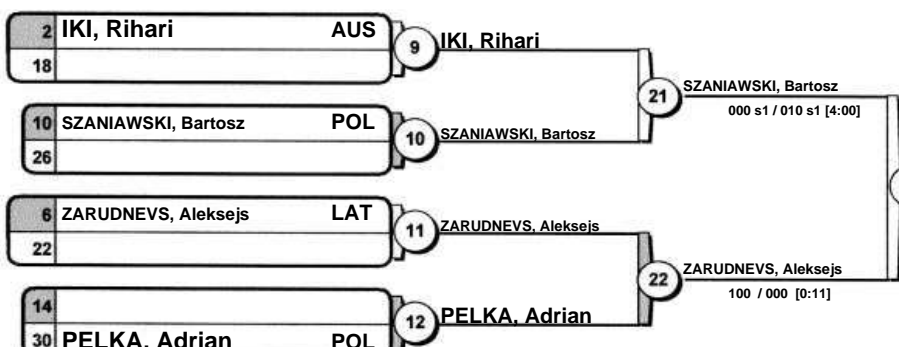 2 IKI, Rihari AUS
18
9 IKI, Rihari
10 SZANIAWSKI, Bartosz POL
26
10 SZANIAWSKI, Bartosz
21 SZANIAWSKI, Bartosz
000 s1 / 010 s1 [4:00]
6 ZARUDNEVS, Aleksejs LAT
22
11 ZARUDNEVS, Aleksejs
14
30 PELKA, Adrian POL
12 PELKA, Adrian
22 ZARUDNEVS, Aleksejs
100 / 000 [0:11]